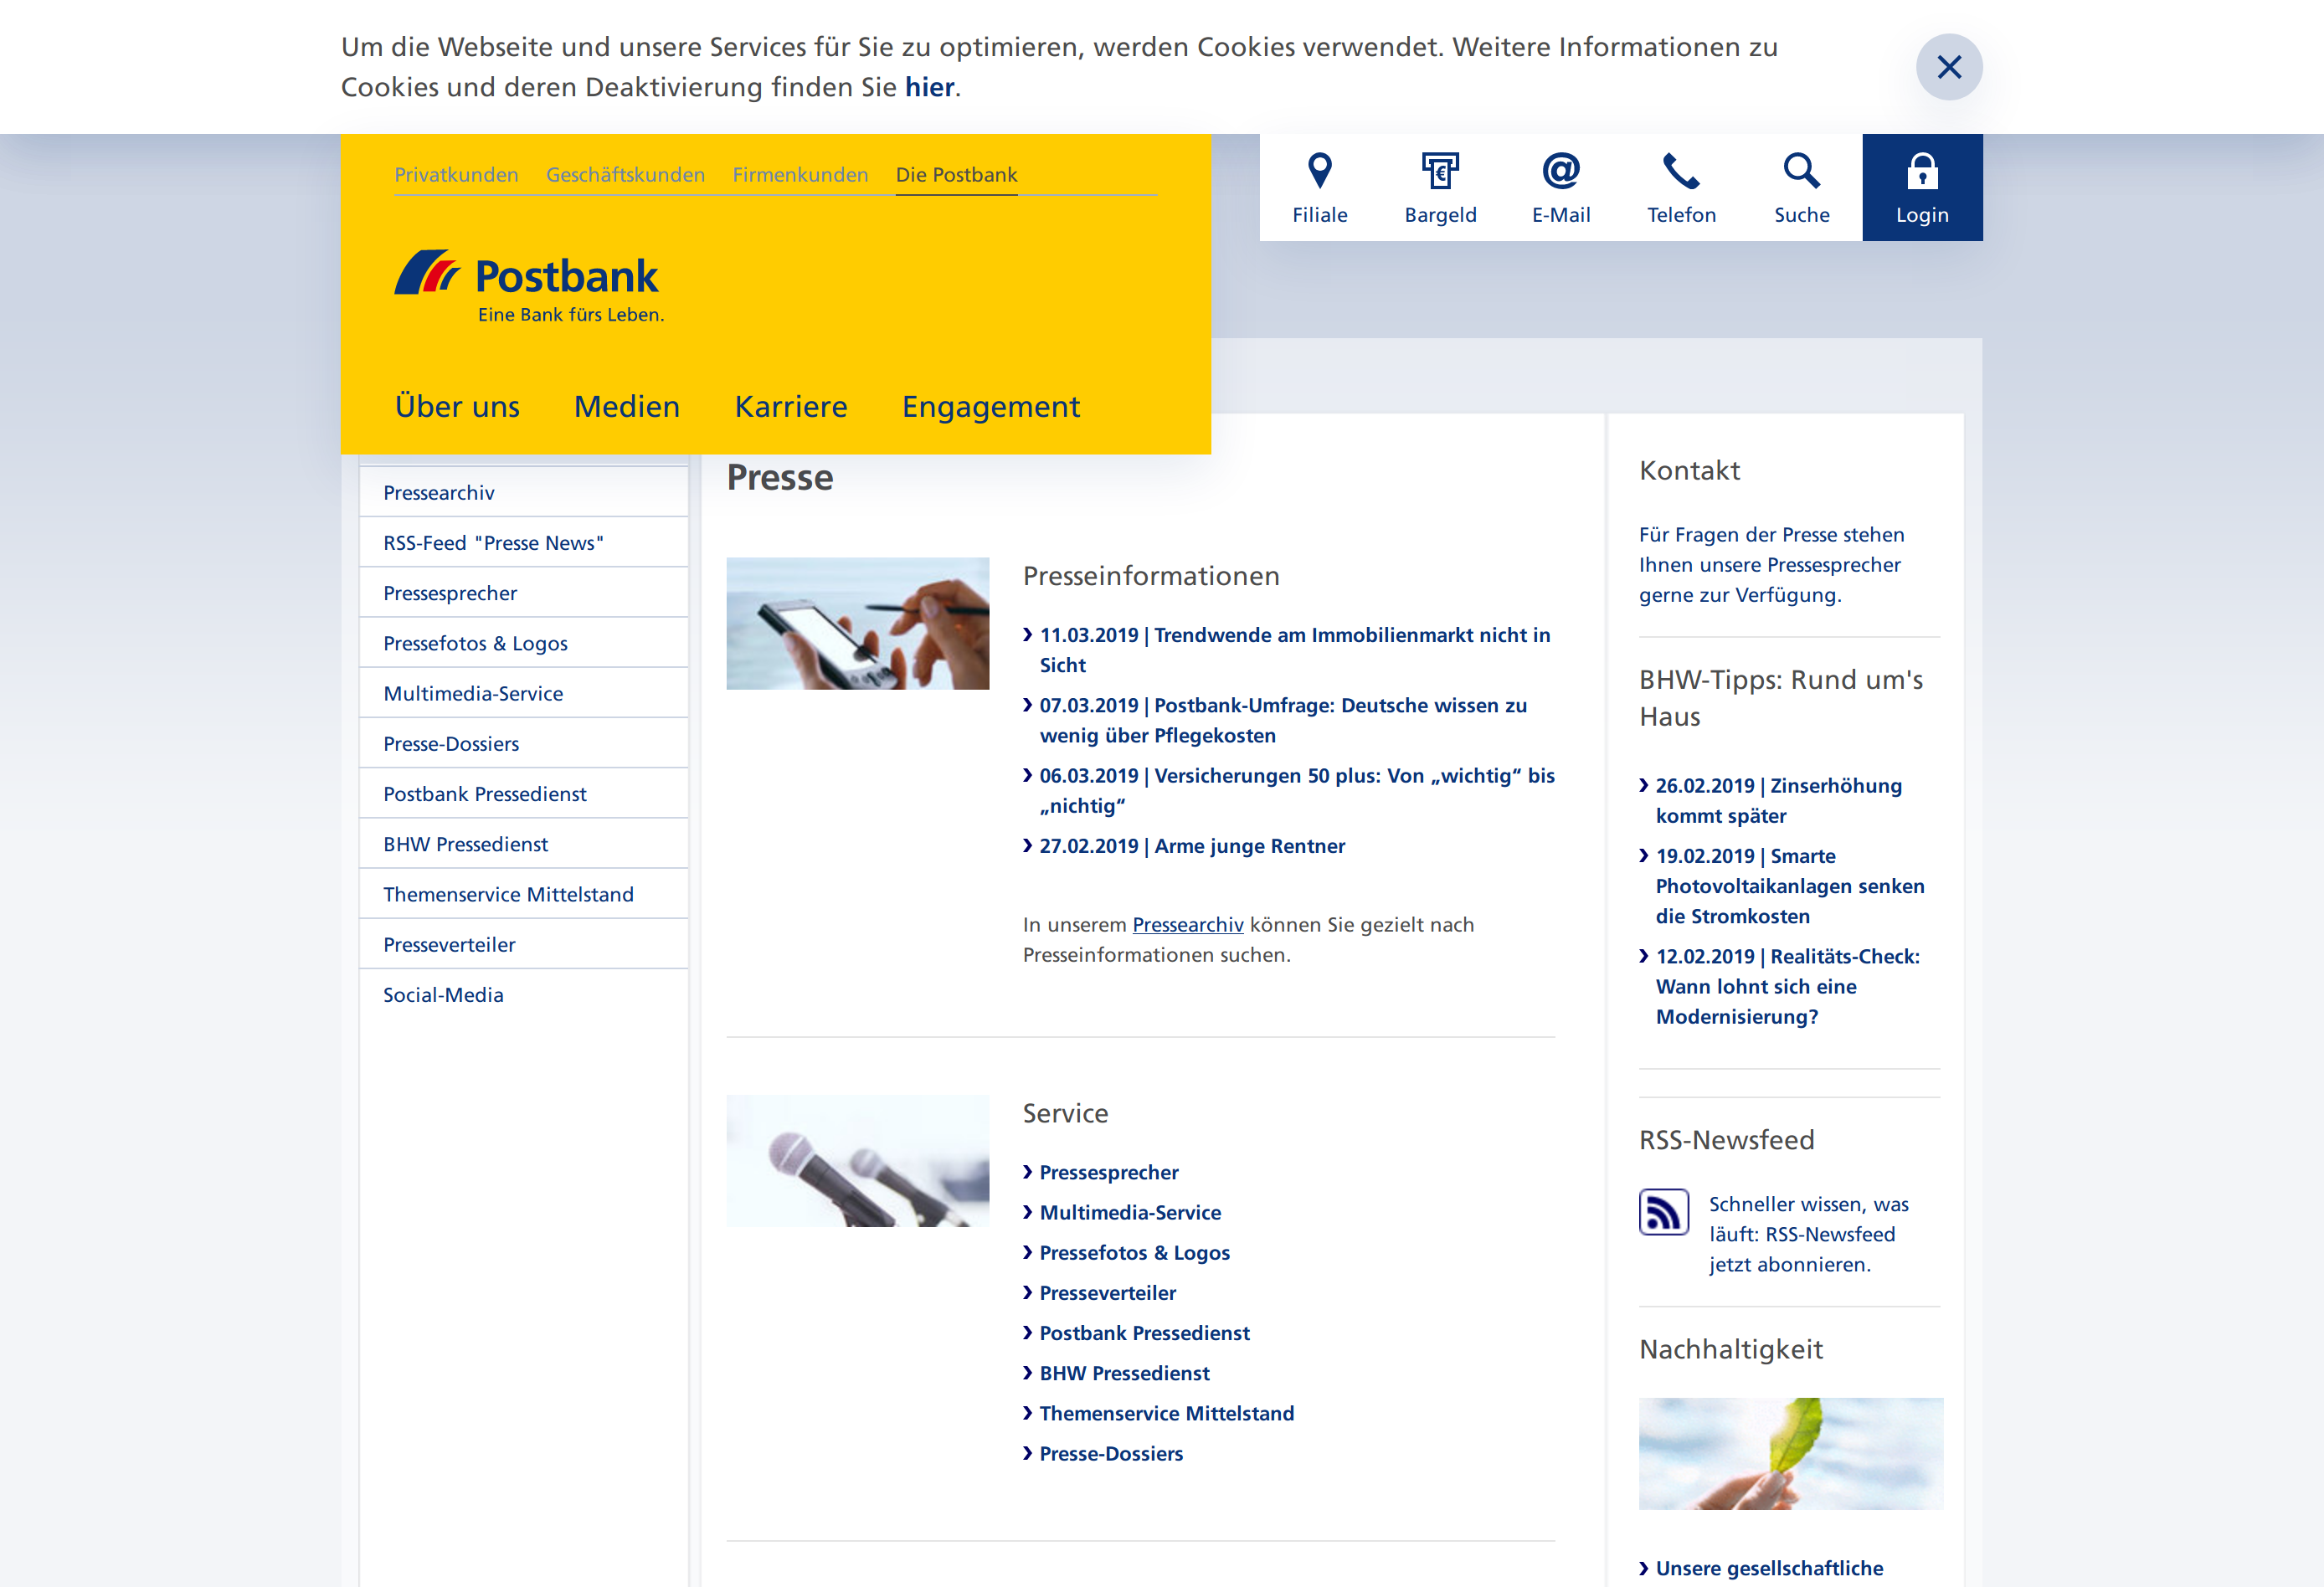 Um die Webseite und unsere Services für Sie zu optimieren, werden Cookies verwendet. Weitere Informationen zu
Cookies und deren Deaktivierung finden Sie hier.
Privatkunden Geschäftskunden Firmenkunden Die Postbank
Filiale Bargeld E-Mail Telefon Suche Login
Postbank
Eine Bank fürs Leben.
Über uns Medien Karriere Engagement
Pressearchiv
RSS-Feed "Presse News"
Pressesprecher
Pressefotos & Logos
Multimedia-Service
Presse-Dossiers
Postbank Pressedienst
BHW Pressedienst
Themenservice Mittelstand
Presseverteiler
Social-Media
Presse
Presseinformationen
11.03.2019 | Trendwende am Immobilienmarkt nicht in
Sicht
07.03.2019 | Postbank-Umfrage: Deutsche wissen zu
wenig über Pflegekosten
06.03.2019 | Versicherungen 50 plus: Von „wichtig“ bis
„nichtig“
27.02.2019 | Arme junge Rentner
In unserem Pressearchiv können Sie gezielt nach
Presseinformationen suchen.
Service
Pressesprecher
Multimedia-Service
Pressefotos & Logos
Presseverteiler
Postbank Pressedienst
BHW Pressedienst
Themenservice Mittelstand
Presse-Dossiers
Kontakt
Für Fragen der Presse stehen
Ihnen unsere Pressesprecher
gerne zur Verfügung.
BHW-Tipps: Rund um's
Haus
26.02.2019 | Zinserhöhung
kommt später
19.02.2019 | Smarte
Photovoltaikanlagen senken
die Stromkosten
12.02.2019 | Realitäts-Check:
Wann lohnt sich eine
Modernisierung?
RSS-Newsfeed
Schneller wissen, was
läuft: RSS-Newsfeed
jetzt abonnieren.
Nachhaltigkeit
Unsere gesellschaftliche